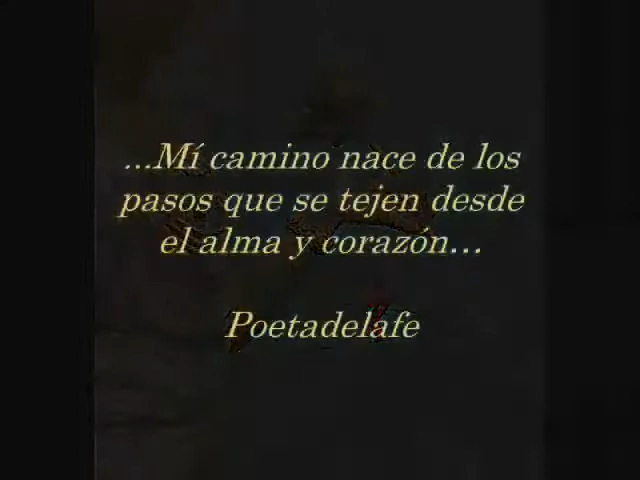 ...Mí camino nace de los
pasos que se tejen desde
el alma y corazón...
Poetadelafe